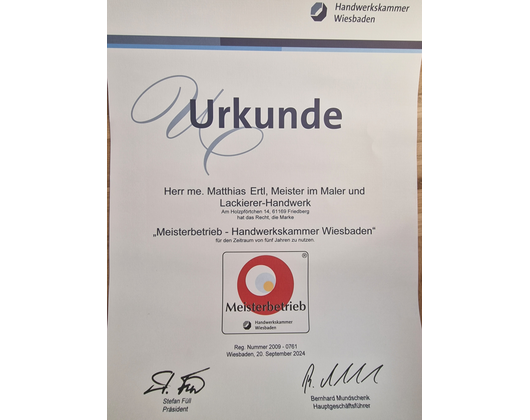 Handwerkskammer
Wiesbaden
Urkunde
Herr me. Matthias Ertl, Meister im Maler und
Lackierer-Handwerk
Am Holzpförtchen 14, 61169 Friedberg
hat das Recht, die Marke
„Meisterbetrieb - Handwerkskammer Wiesbaden“
für den Zeitraum von fünf Jahren zu nutzen.
®
Meisterbetrieb
Handwerkskammer
Wiesbaden
Reg. Nummer 2009 - 0761
Wiesbaden, 20. September 2024
Stefan Füll
Präsident
Bernhard Mundschenk
Hauptgeschäftsführer